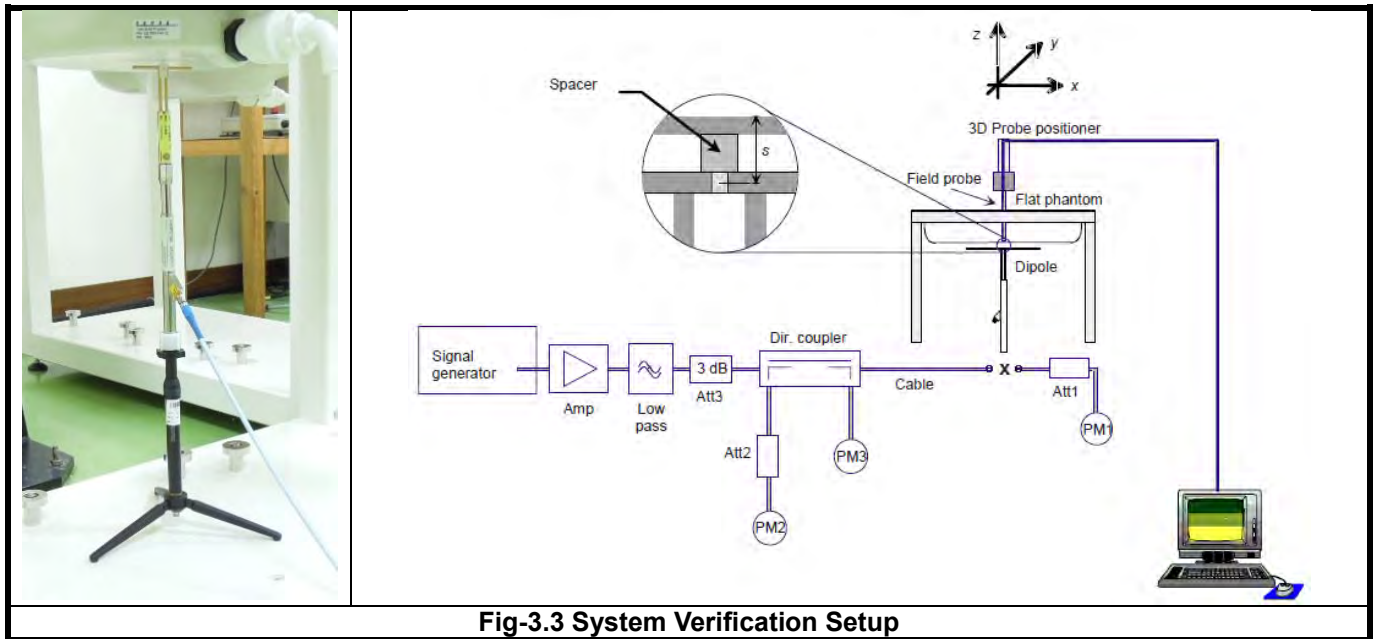 z
y
x
Spacer
s
3D Probe positioner
Field probe
Flat phantom
Dipole
Signal
generator
Amp
Low
pass
3 dB
Att3
Dir. coupler
Cable
x
Att1
PM1
Att2
PM3
PM2
Fig-3.3 System Verification Setup